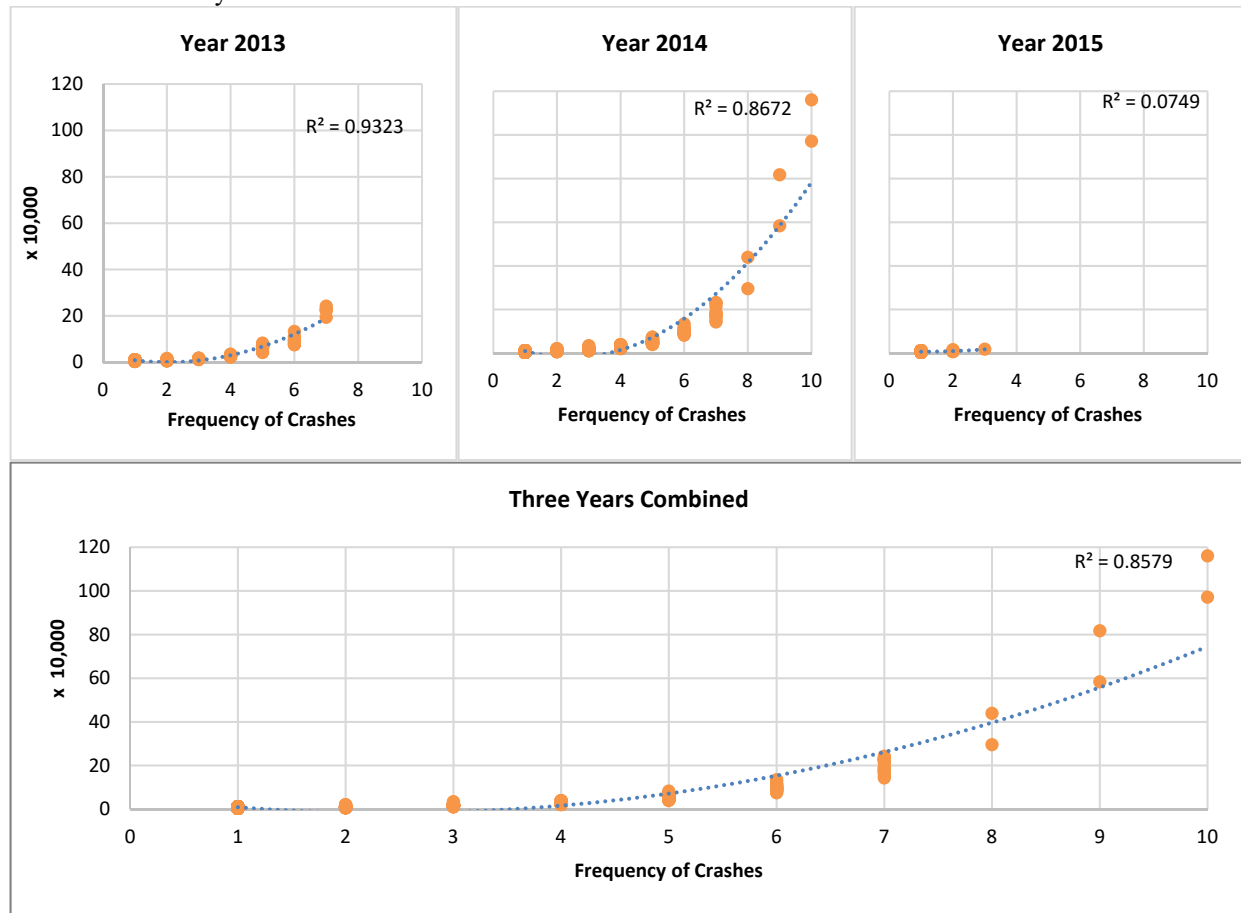 Year 2013
Year 2014
Year 2015
120
100
80
60
40
20
0
x 10,000
R² = 0.9323
R² = 0.8672
R² = 0.0749
0 2 4 6 8 10
0 2 4 6 8 10
0 2 4 6 8 10
Frequency of Crashes
Ferquency of Crashes
Frequency of Crashes
Three Years Combined
120
100
80
60
40
20
0
x 10,000
R² = 0.8579
0 1 2 3 4 5 6 7 8 9 10
Frequency of Crashes